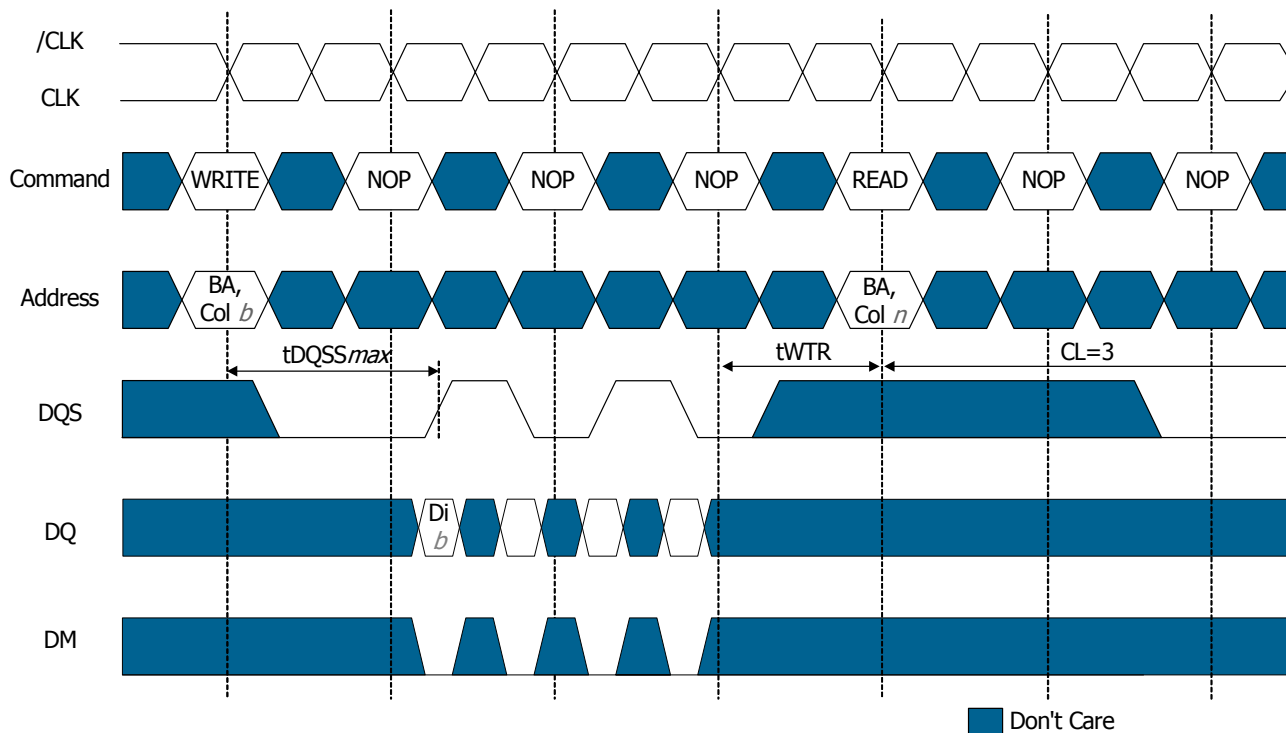 /CLK
CLK
Command
WRITE
NOP
NOP
NOP
READ
NOP
NOP
Address
BA,
Col b
BA,
Col n
tDQSSmax
tWTR
CL=3
DQS
DQ
Di
b
DM
Don't Care